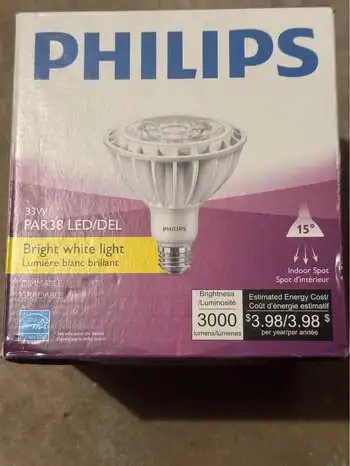 PHILIPS
PHILIPS
33W
PAR38 LED/DEL
Bright white light
Lumière blanc brillant
15°
Indoor Spot
Spot d'intérieur
Brightness
/Luminosité
3000
lumens/lumens
Estimated Energy Cost/
Coût d'énergie estimatif
$3.98/3.98 $
per year/par année